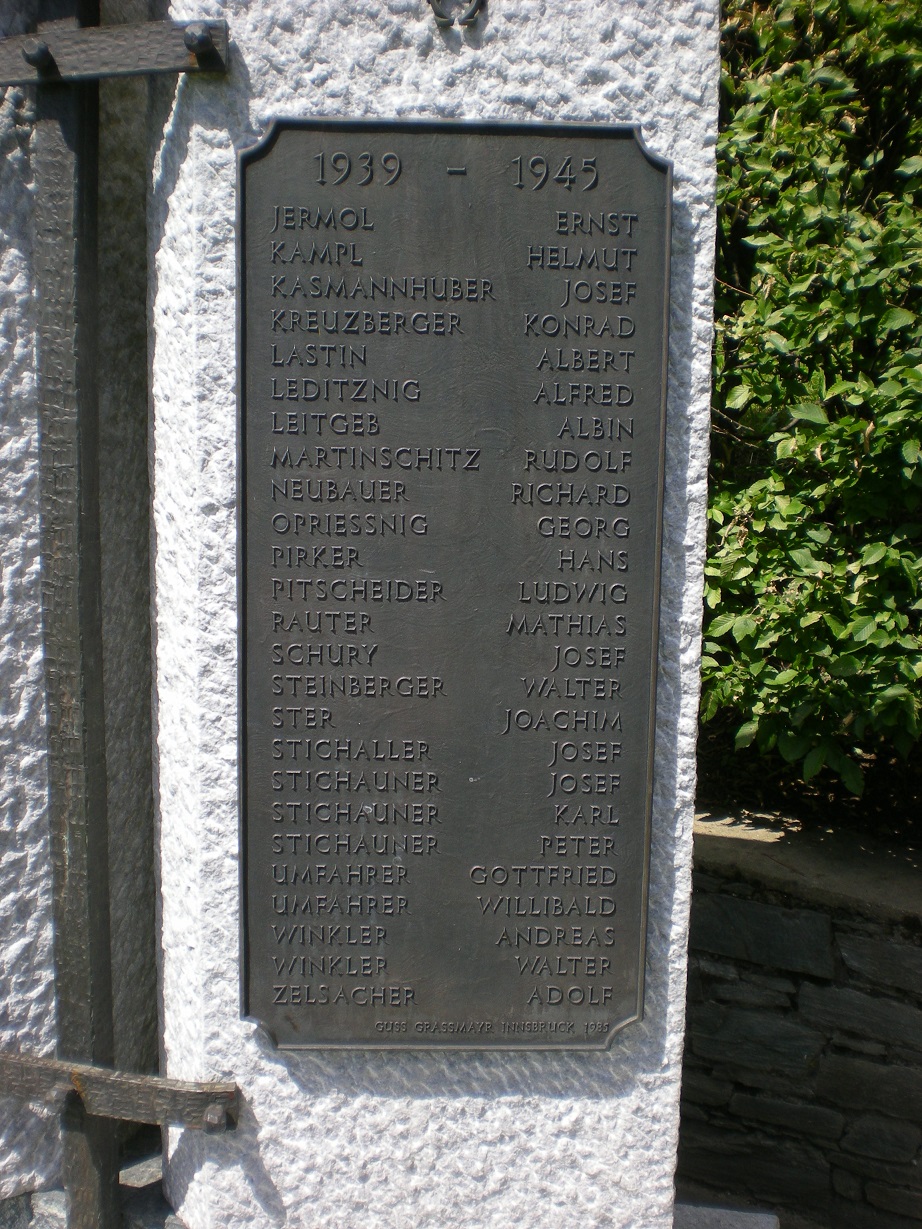 1939 – 1945
JERMOL ERNST
KAMPL HELMUT
KASMANNHUBER JOSEF
KREUZBERGER KONRAD
LASTIN ALBERT
LEDITZNIG ALFRED
LEITGEB ALBIN
MARTINSCHITZ RUDOLF
NEUBAUER RICHARD
OPRIESSNIG GEORG
PIRKER HANS
PITSCHEIDER LUDWIG
RAUTER MATHIAS
SCHURY JOSEF
STEINBERGER WALTER
STER JOACHIM
STICHALLER JOSEF
STICHAUNER JOSEF
STICHAUNER KARL
STICHAUNER PETER
UMFAHRER GOTTFRIED
UMFAHRER WILLIBALD
WINKLER ANDREAS
WINKLER WALTER
ZELSACHER ADOLF
GUSS GRASSMAYR INNSBRUCK 1985